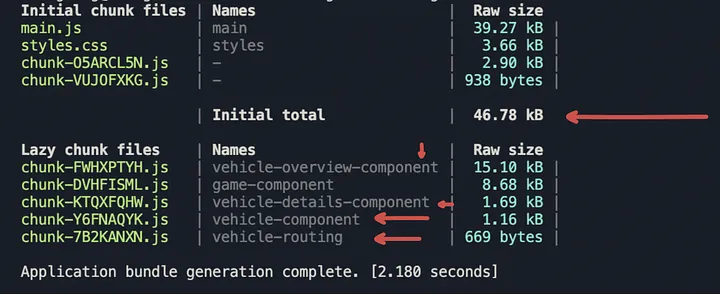 Initial chunk files | Names | Raw size
main.js | main | 39.27 kB |
styles.css | styles | 3.66 kB |
chunk-O5ARCL5N.js | - | 2.90 kB |
chunk-VUJOFXKG.js | - | 938 bytes |
| Initial total | 46.78 kB
Lazy chunk files | Names | Raw size
chunk-FWHXPTYH.js | vehicle-overview-component | 15.10 kB |
chunk-DVHFISML.js | game-component | 8.68 kB |
chunk-KTQXFQHW.js | vehicle-details-component | 1.69 kB |
chunk-Y6FNAQYK.js | vehicle-component | 1.16 kB |
chunk-7B2KANXN.js | vehicle-routing | 669 bytes |
Application bundle generation complete. [2.180 seconds]